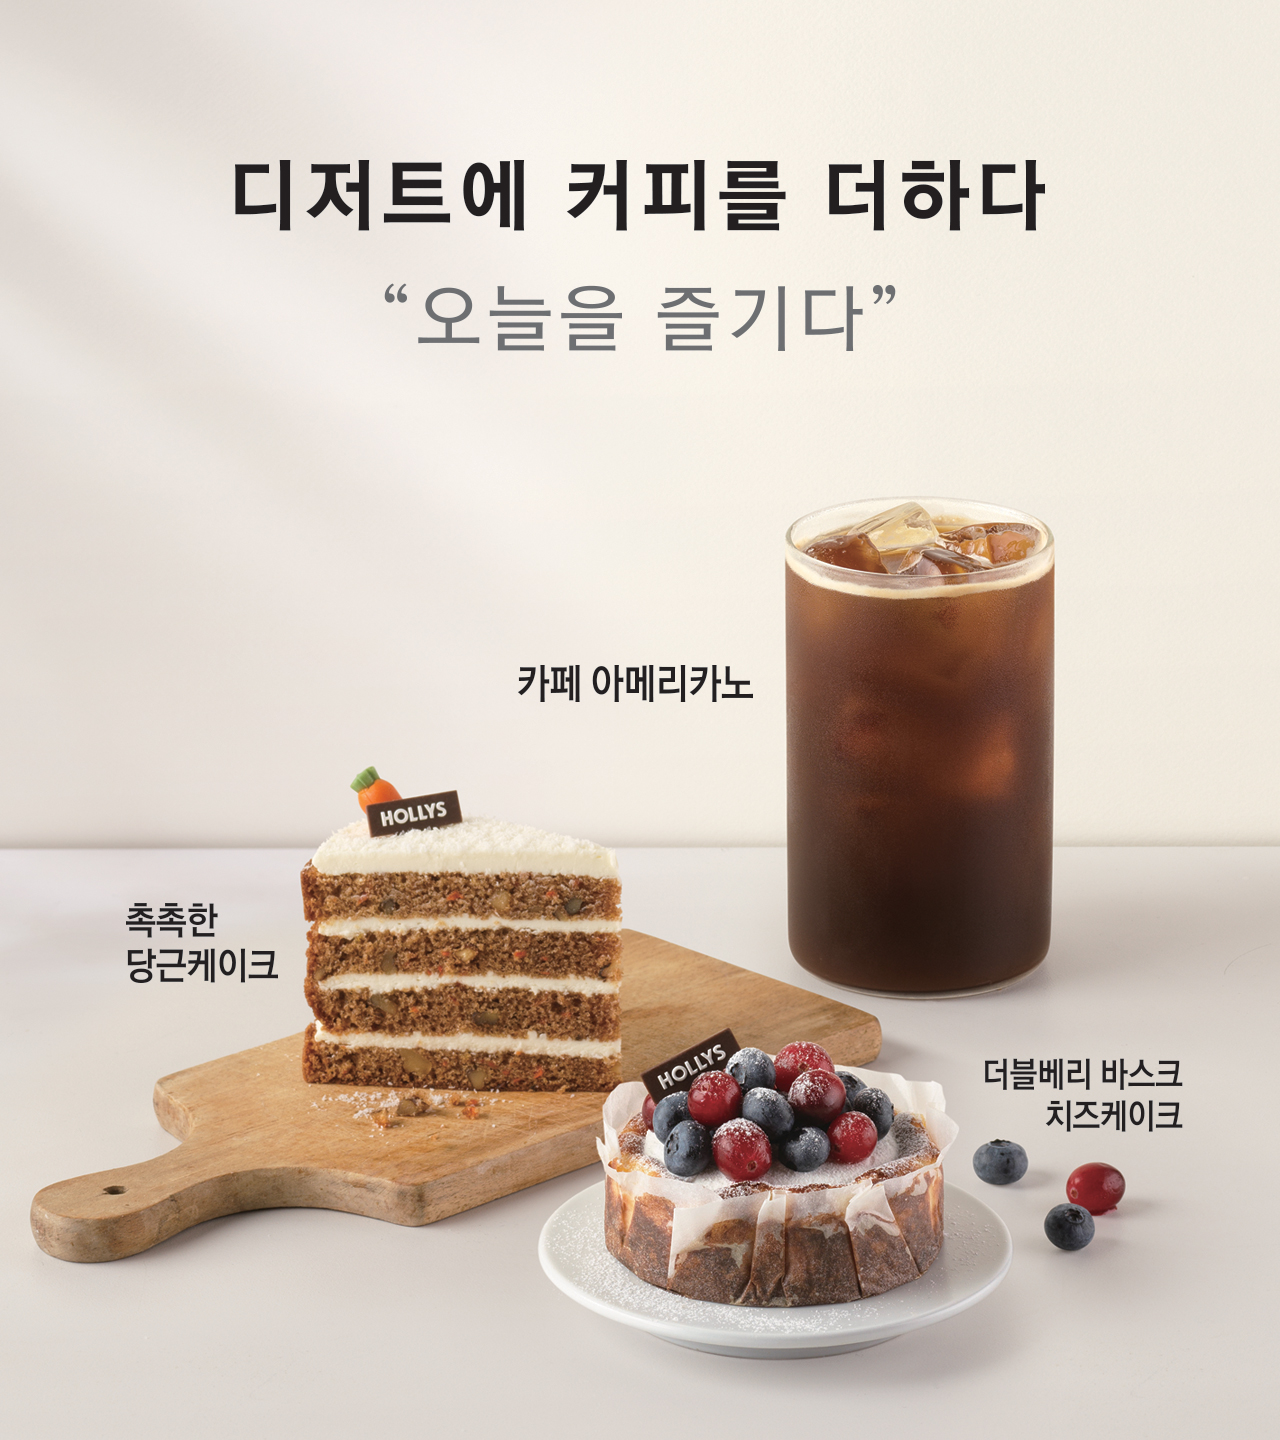 디저트에 커피를 더하다
“오늘을 즐기다”
카페 아메리카노
HOLLYS
촉촉한
당근케이크
HOLLYS
더블베리 바스크
치즈케이크